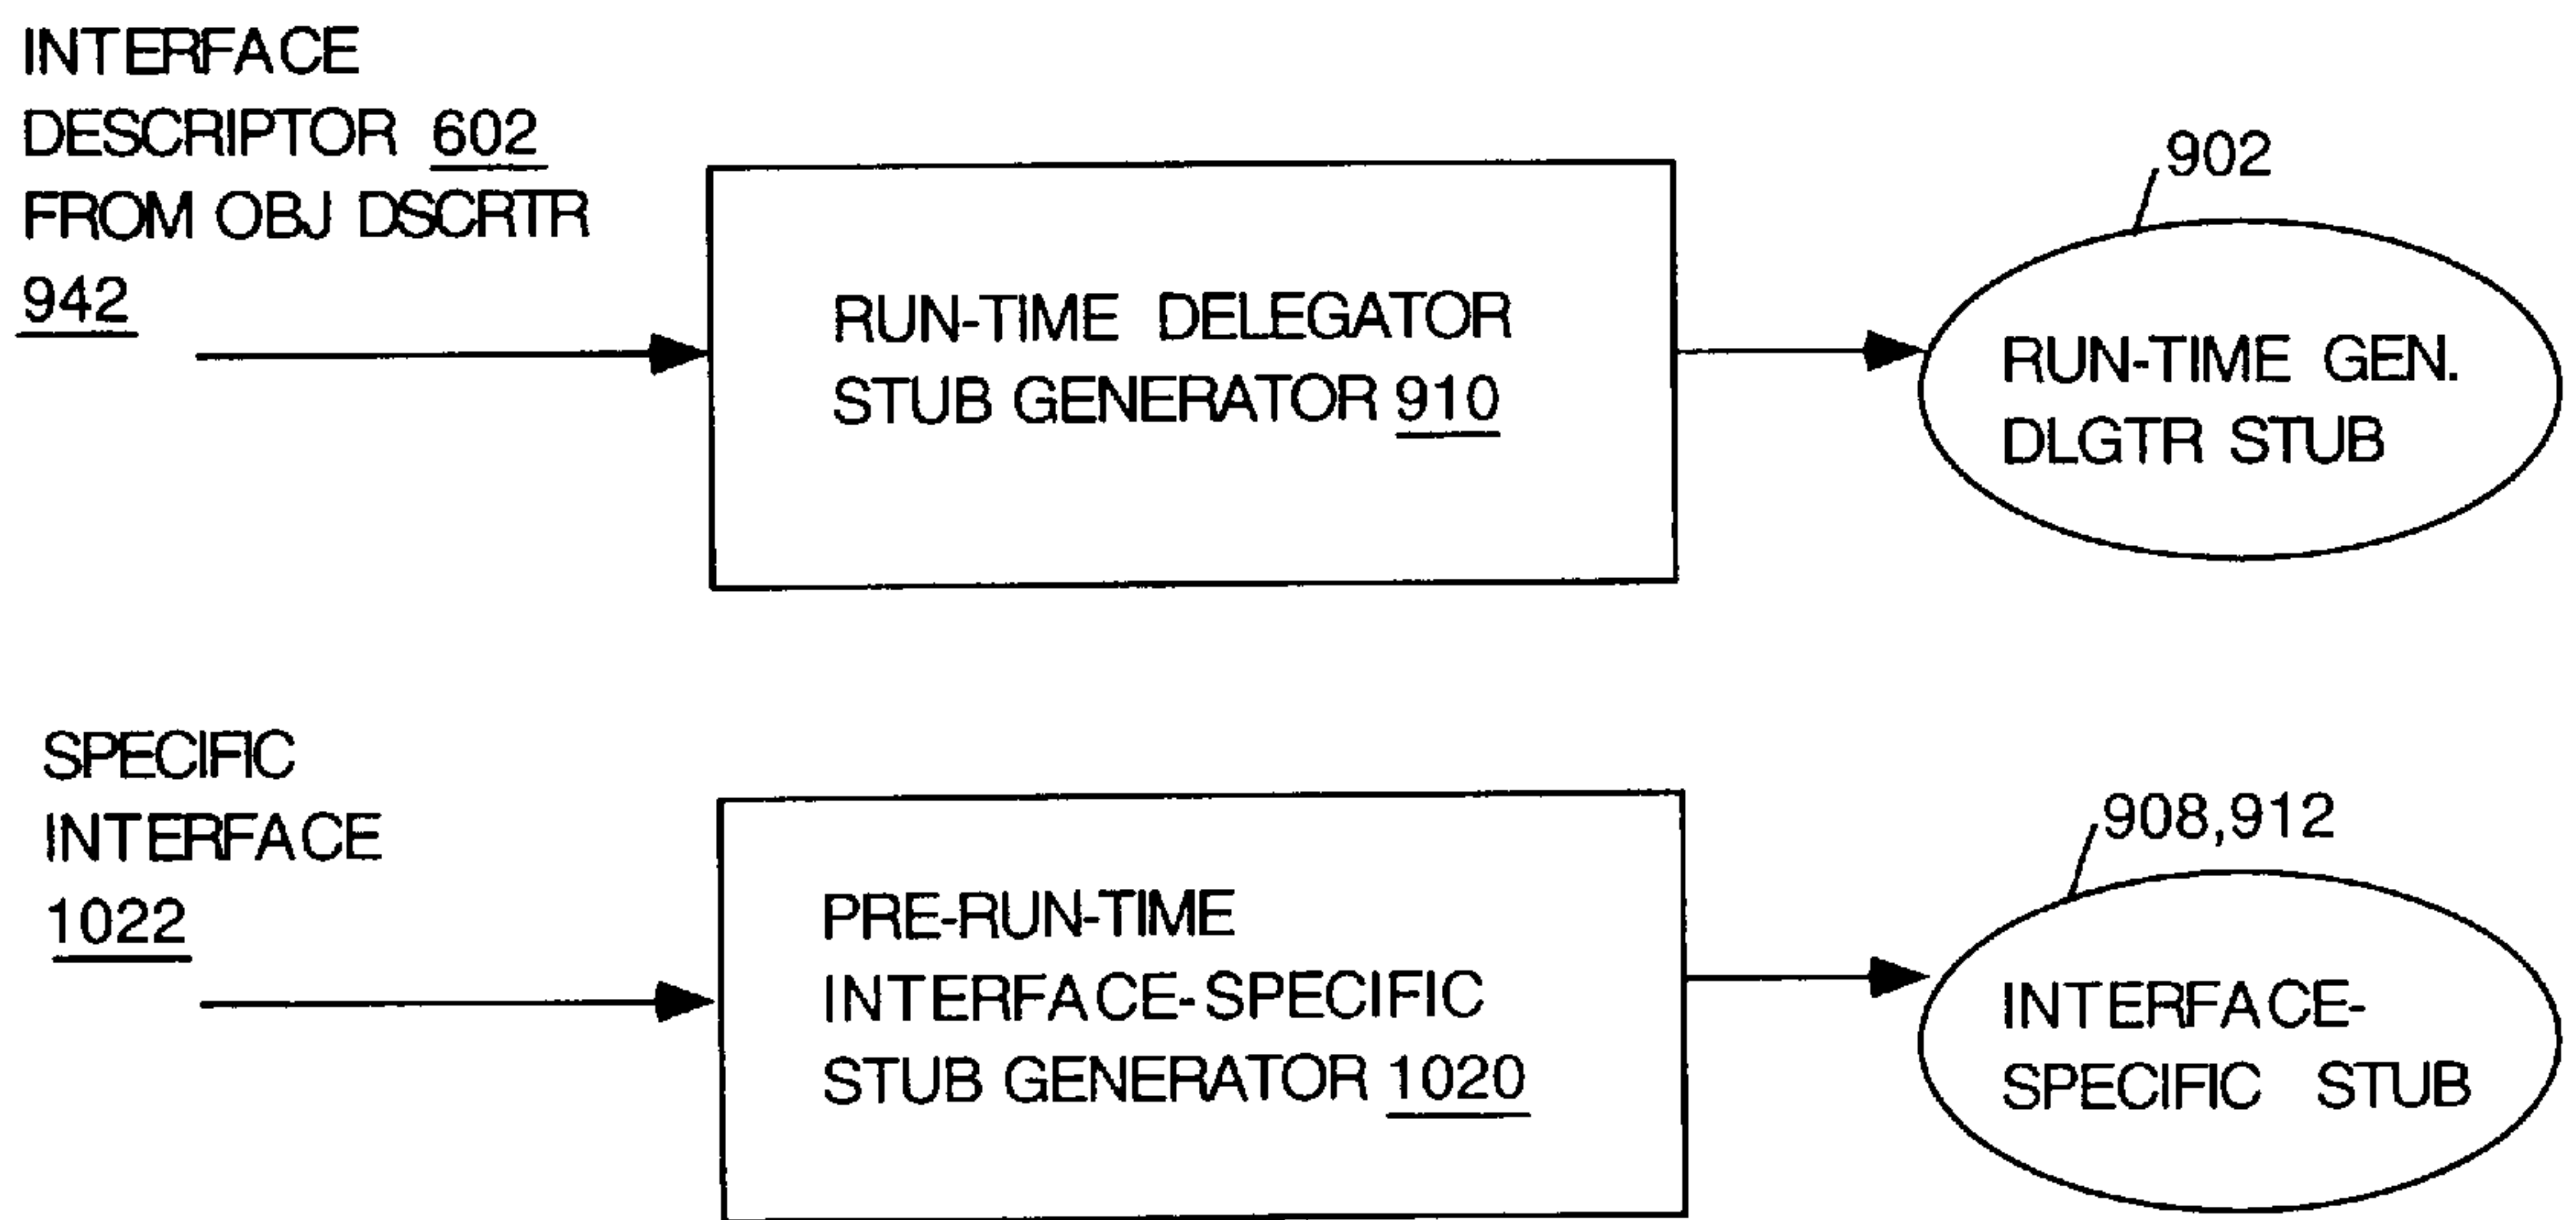 INTERFACE
DESCRIPTOR 602
FROM OBJ DSCRTR
942
RUN-TIME DELEGATOR
STUB GENERATOR 910
902
RUN-TIME GEN.
DLGTR STUB
SPECIFIC
INTERFACE
1022
PRE-RUN-TIME
INTERFACE-SPECIFIC
STUB GENERATOR 1020
908,912
INTERFACE-
SPECIFIC STUB